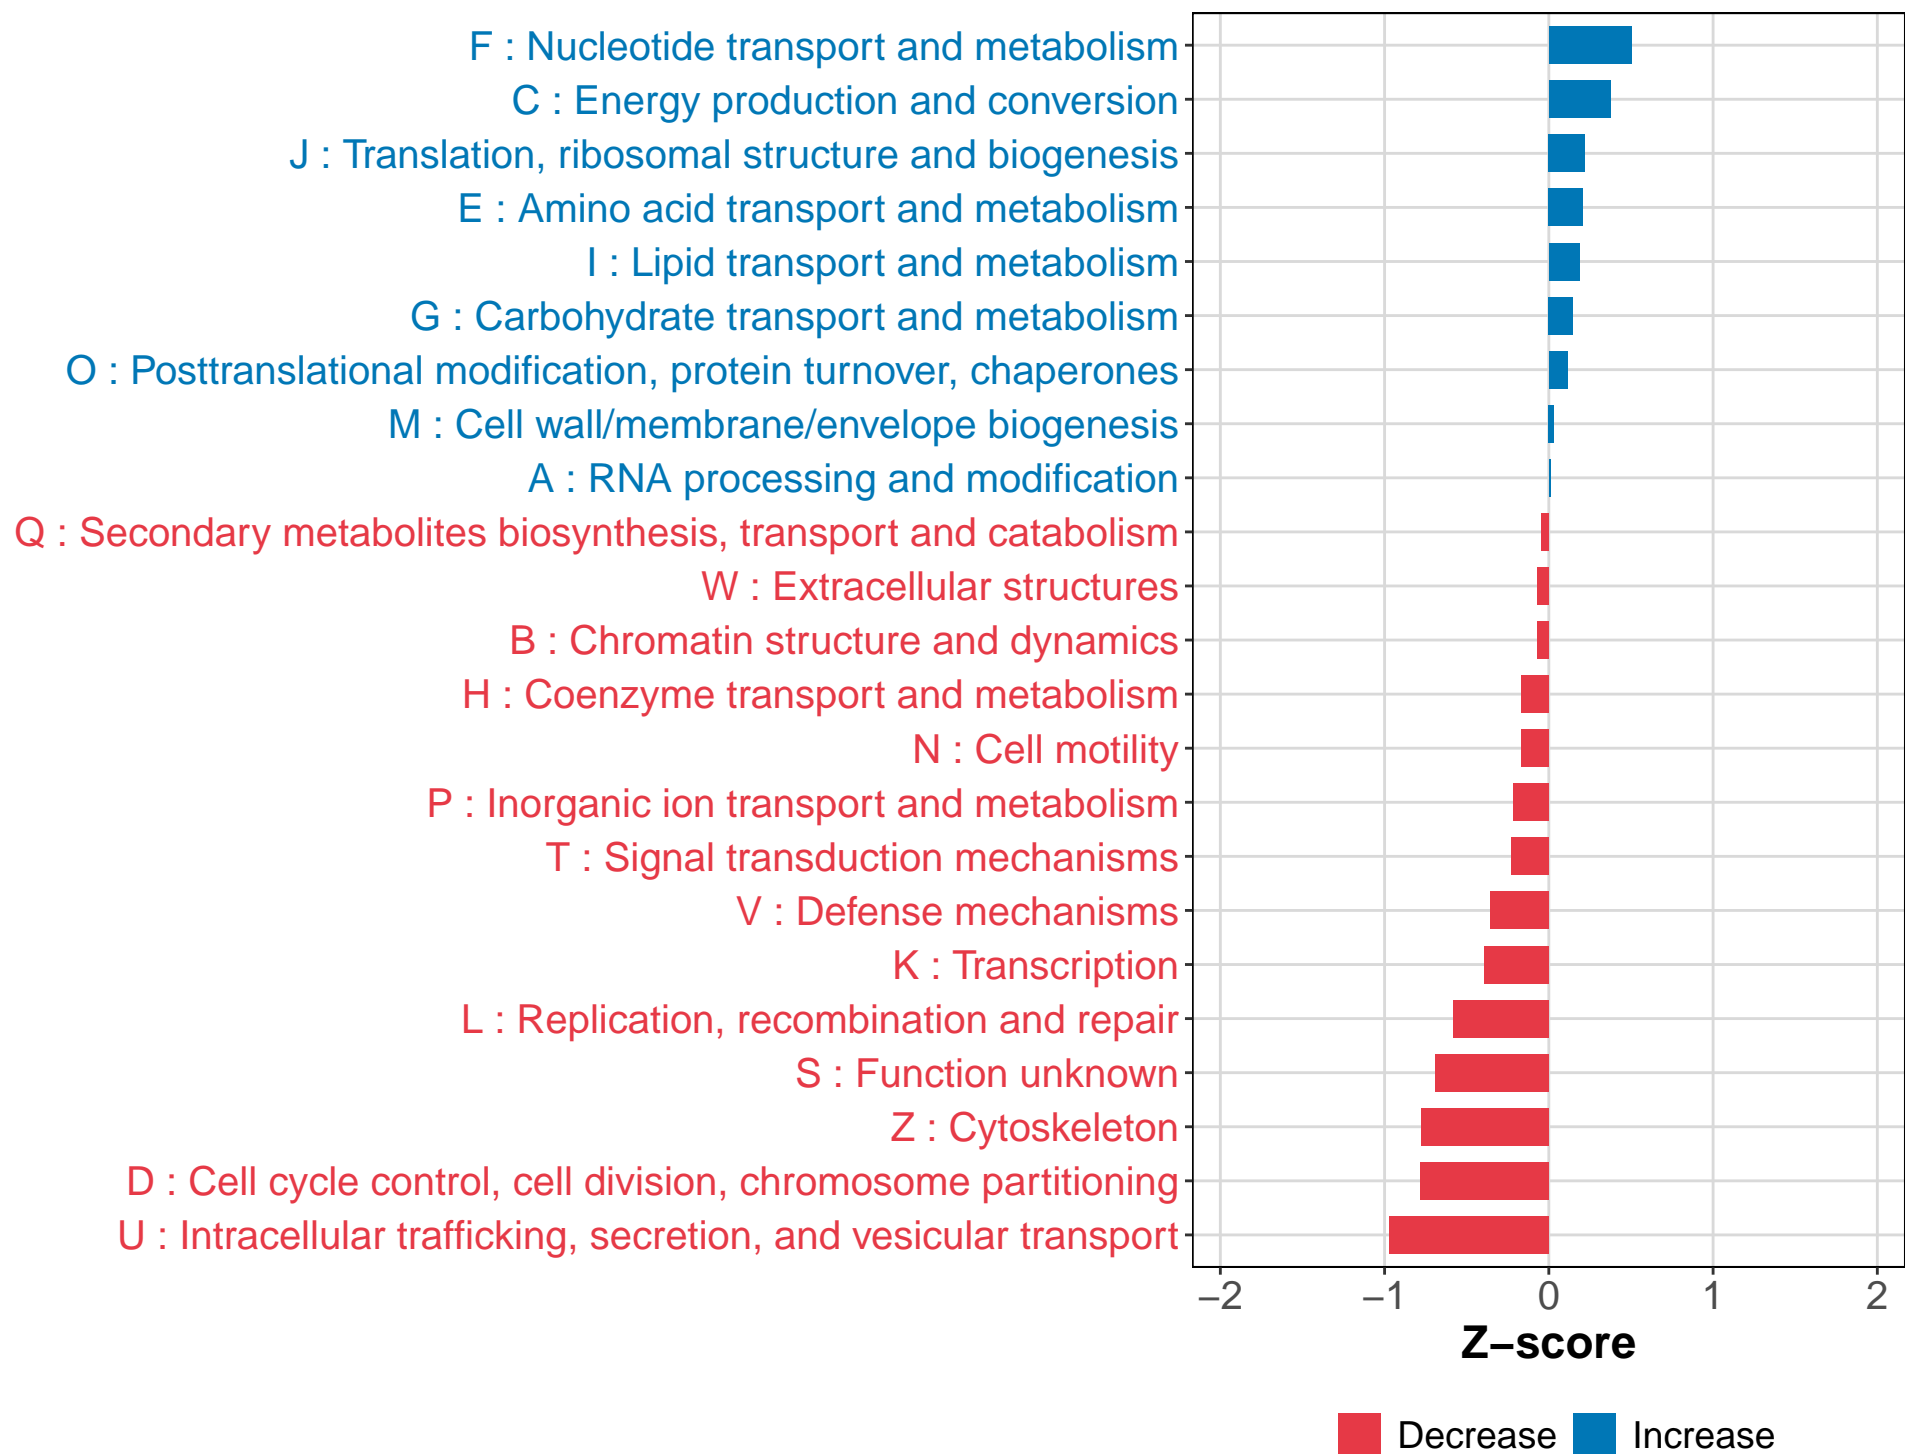 F : Nucleotide transport and metabolism
C : Energy production and conversion
J : Translation, ribosomal structure and biogenesis
E : Amino acid transport and metabolism
I : Lipid transport and metabolism
G : Carbohydrate transport and metabolism
O : Posttranslational modification, protein turnover, chaperones
M : Cell wall/membrane/envelope biogenesis
A : RNA processing and modification
Q : Secondary metabolites biosynthesis, transport and catabolism
W : Extracellular structures
B : Chromatin structure and dynamics
H : Coenzyme transport and metabolism
N : Cell motility
P : Inorganic ion transport and metabolism
T : Signal transduction mechanisms
V : Defense mechanisms
K : Transcription
L : Replication, recombination and repair
S : Function unknown
Z : Cytoskeleton
D : Cell cycle control, cell division, chromosome partitioning
U : Intracellular trafficking, secretion, and vesicular transport
−2 −1 0 1 2
Z−score
Decrease Increase